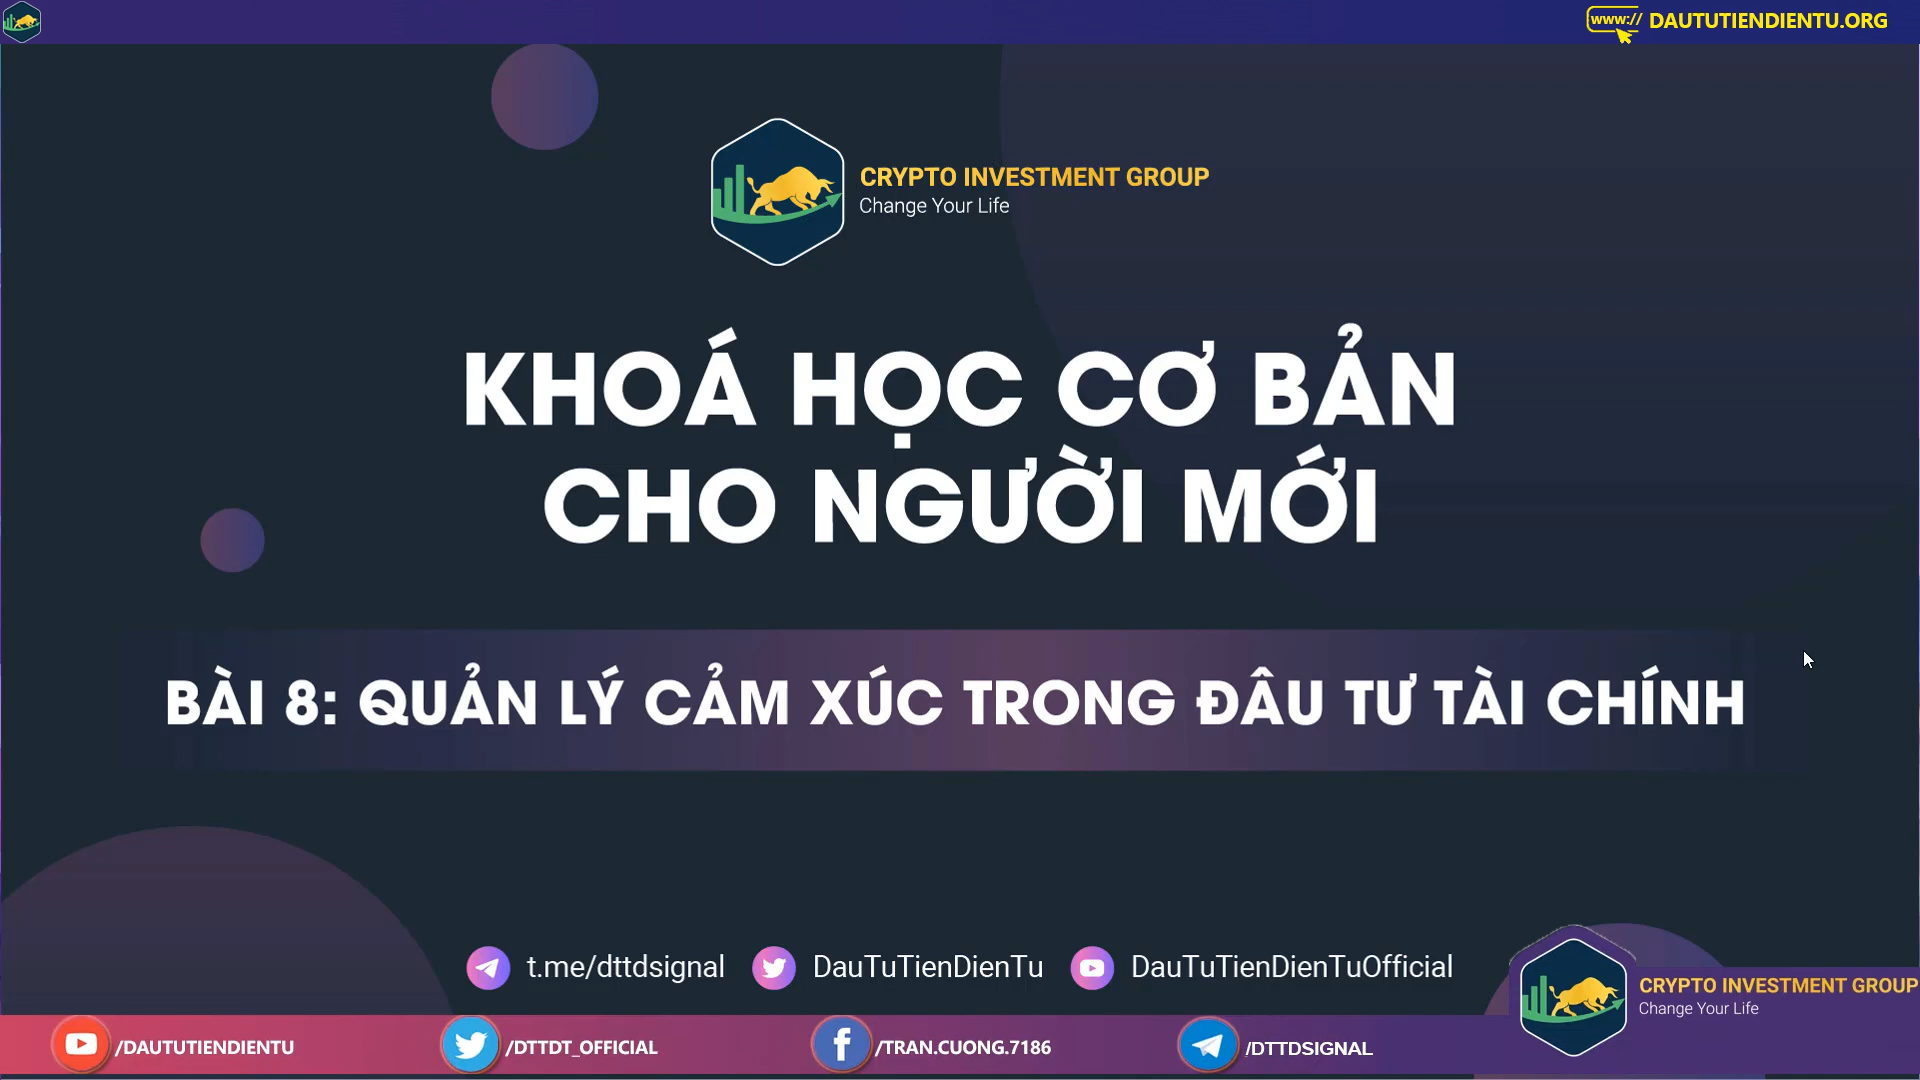 www:// DAUTUTIENDIENTU.ORG
CRYPTO INVESTMENT GROUP
Change Your Life
KHOÁ HỌC CƠ BẢN
CHO NGƯỜI MỚI
BÀI 8: QUẢN LÝ CẢM XÚC TRONG ĐÂU TƯ TÀI CHÍNH
t.me/dttdsignal DauTuTienDienTu DauTuTienDienTuOfficial
CRYPTO INVESTMENT GROUP
Change Your Life
/DAUTUTIENDIENTU /DTTDT_OFFICIAL /TRAN.CUONG.7186 /DTTDSIGNAL